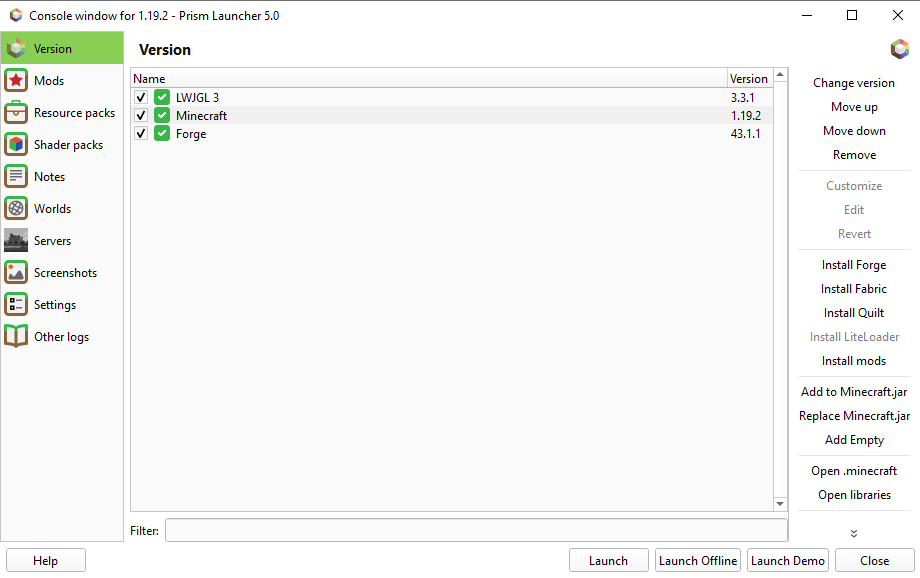 Console window for 1.19.2 - Prism Launcher 5.0
Version
Mods
Resource packs
Shader packs
Notes
Worlds
Servers
Screenshots
Settings
Other logs
Version
Name Version
LWJGL 3 3.3.1
Minecraft 1.19.2
Forge 43.1.1
Filter:
Change version
Move up
Move down
Remove
Customize
Edit
Revert
Install Forge
Install Fabric
Install Quilt
Install LiteLoader
Install mods
Add to Minecraft.jar
Replace Minecraft.jar
Add Empty
Open .minecraft
Open libraries
Help Launch Launch Offline Launch Demo Close